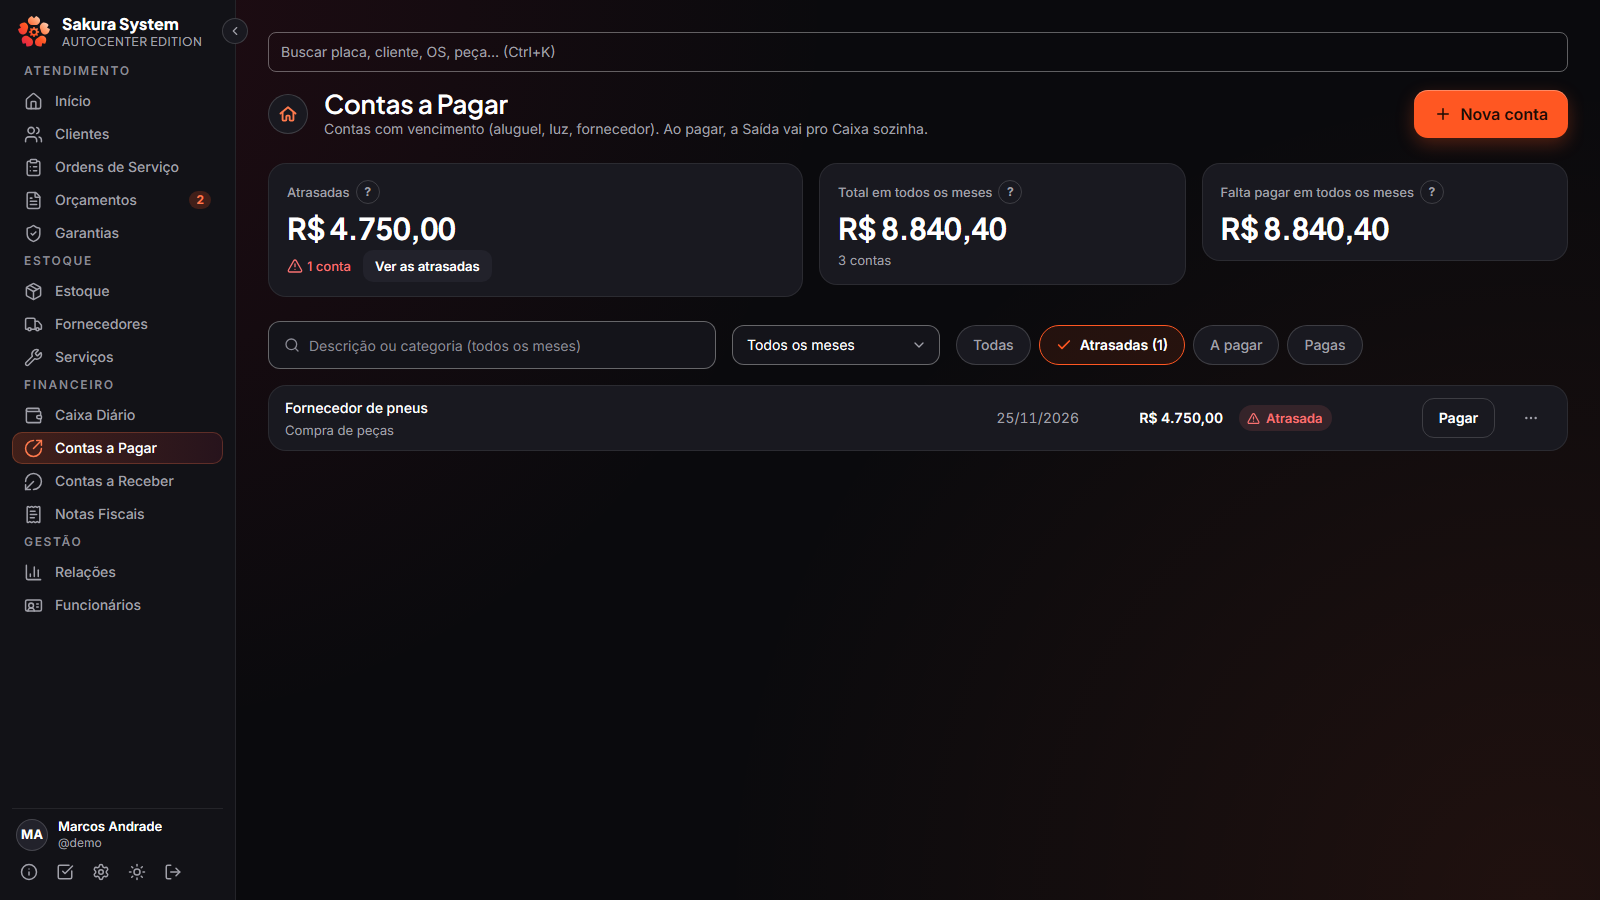 Sakura System
AUTOCENTER EDITION
ATENDIMENTO
Início
Clientes
Ordens de Serviço
Orçamentos 2
Garantias
ESTOQUE
Estoque
Fornecedores
Serviços
FINANCEIRO
Caixa Diário
Contas a Pagar
Contas a Receber
Notas Fiscais
GESTÃO
Relações
Funcionários
MA
Marcos Andrade
@demo
Buscar placa, cliente, OS, peça... (Ctrl+K)
Contas a Pagar
Contas com vencimento (aluguel, luz, fornecedor). Ao pagar, a Saída vai pro Caixa sozinha.
+ Nova conta
Atrasadas ?
R$ 4.750,00
1 conta Ver as atrasadas
Total em todos os meses ?
R$ 8.840,40
3 contas
Falta pagar em todos os meses ?
R$ 8.840,40
Descrição ou categoria (todos os meses)
Todos os meses
Todas
Atrasadas (1)
A pagar
Pagas
Fornecedor de pneus
Compra de peças
25/11/2026
R$ 4.750,00
Atrasada
Pagar
···